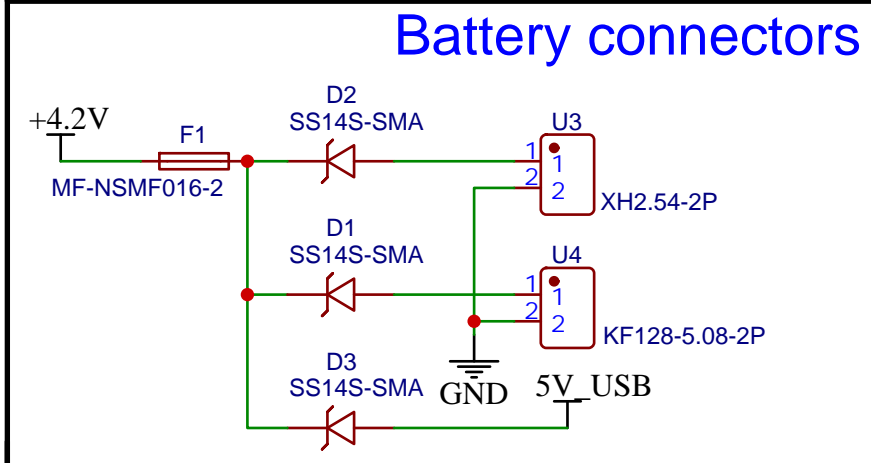 Battery connectors
D2
SS14S-SMA
+4.2V
F1
MF-NSMF016-2
U3
1
1
2
2
XH2.54-2P
D1
SS14S-SMA
U4
1
1
2
2
KF128-5.08-2P
D3
SS14S-SMA
GND
5V_USB